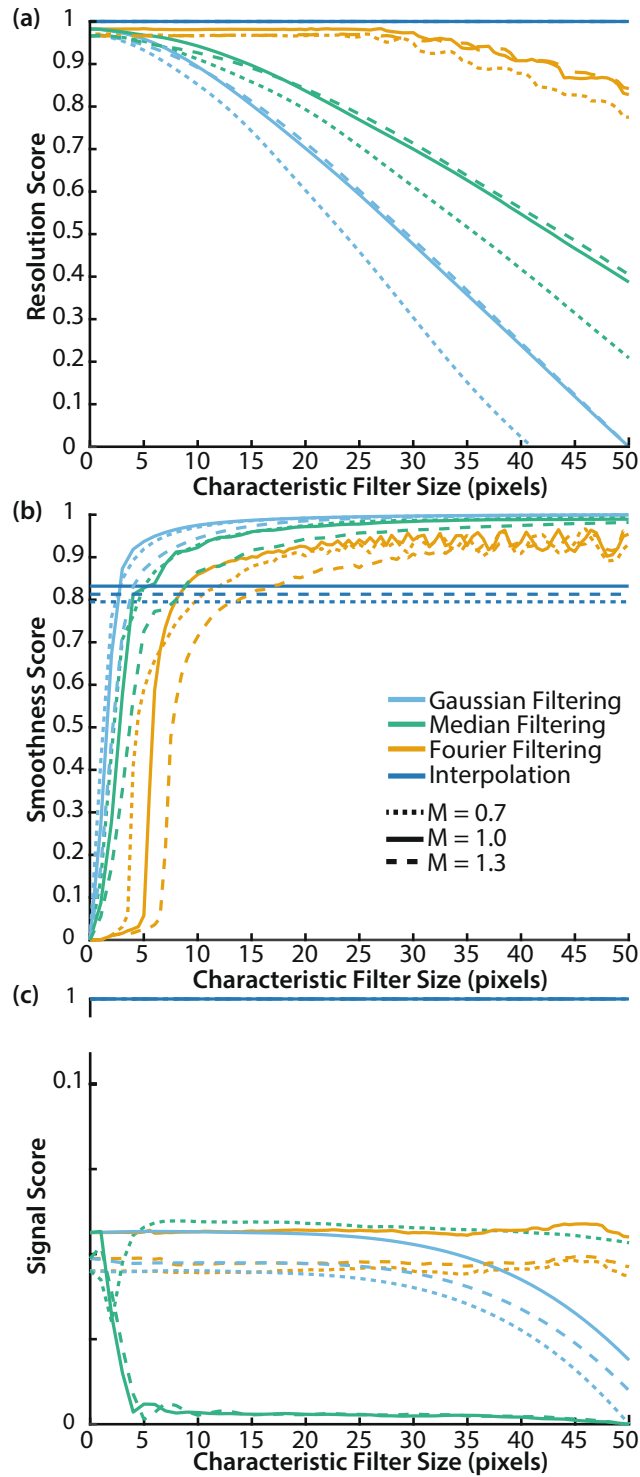 (a)
1
0.9
0.8
0.7
0.6
0.5
0.4
0.3
0.2
0.1
0
Resolution Score
0 5 10 15 20 25 30 35 40 45 50
Characteristic Filter Size (pixels)
(b)
1
0.9
0.8
0.7
0.6
0.5
0.4
0.3
0.2
0.1
0
Smoothness Score
Gaussian Filtering
Median Filtering
Fourier Filtering
Interpolation
M = 0.7
M = 1.0
M = 1.3
0 5 10 15 20 25 30 35 40 45 50
Characteristic Filter Size (pixels)
(c)
1
0.1
0
Signal Score
0 5 10 15 20 25 30 35 40 45 50
Characteristic Filter Size (pixels)